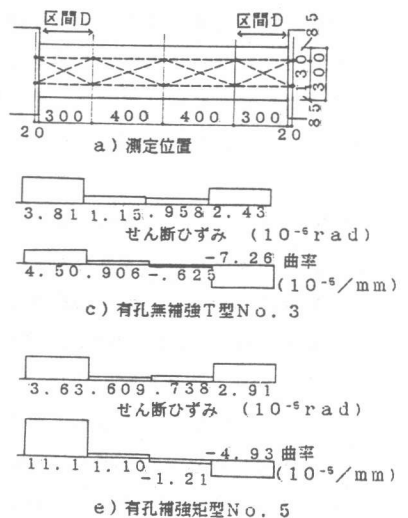 区間D 区間D
85
130
300
85
300 400 400 300
20 20
a)測定位置
3.81 1.15 .958 2.43
せん断ひずみ (10⁻⁵rad)
-7.26 曲率
4.50 .906 -.625 (10⁻⁵/mm)
c)有孔無補強T型No.3
3.63 .609 .738 2.91
せん断ひずみ (10⁻⁵rad)
-4.93 曲率
11.1 1.10 -1.21 (10⁻⁵/mm)
e)有孔補強矩型No.5